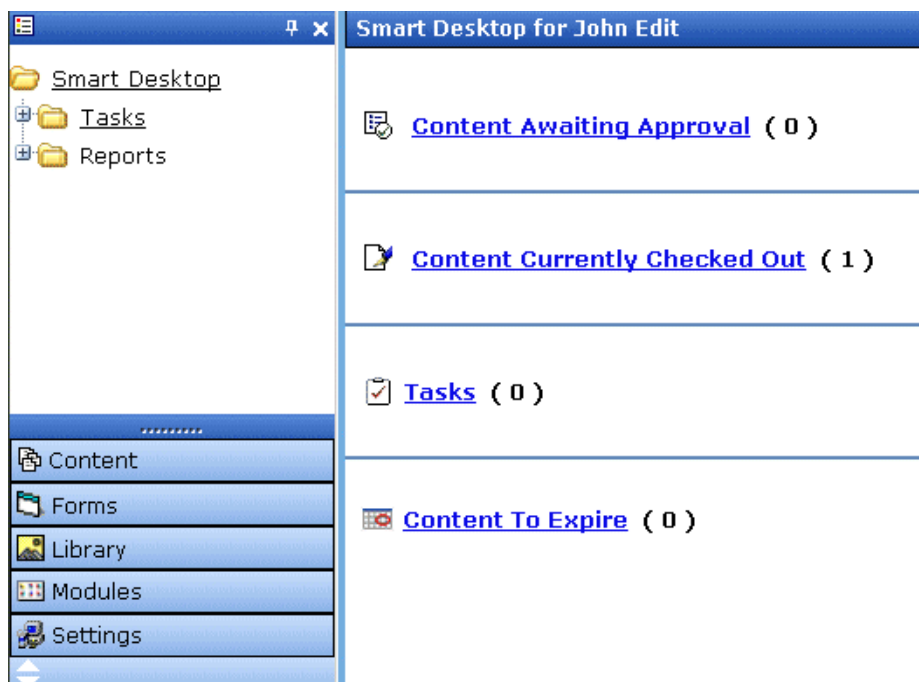 Smart Desktop
Tasks
Reports
Content
Forms
Library
Modules
Settings
Smart Desktop for John Edit
Content Awaiting Approval ( 0 )
Content Currently Checked Out ( 1 )
Tasks ( 0 )
Content To Expire ( 0 )